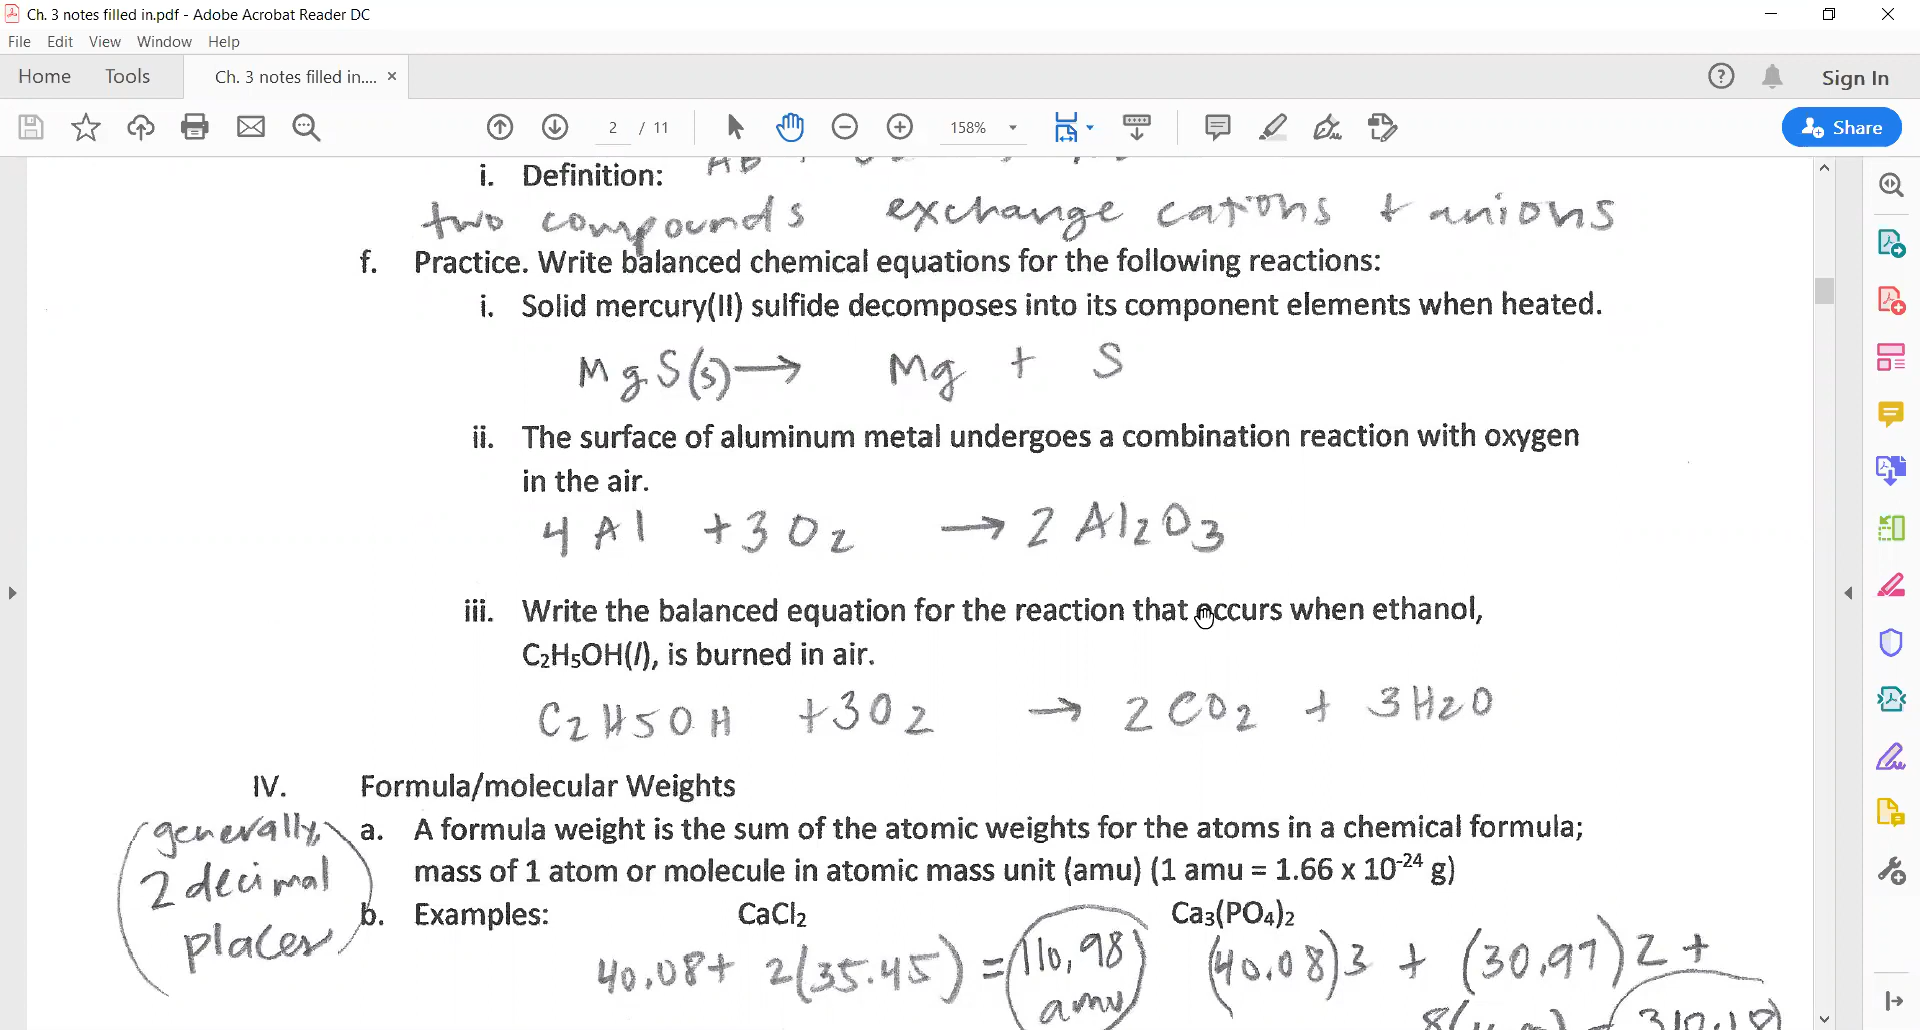 Ch. 3 notes filled in.pdf - Adobe Acrobat Reader DC
File Edit View Window Help
Home Tools Ch. 3 notes filled in.... × Sign In
2 / 11 158% Share
i. Definition: AB +
two compounds exchange cations + anions
f. Practice. Write balanced chemical equations for the following reactions:
i. Solid mercury(II) sulfide decomposes into its component elements when heated.
MgS(s) → Mg + S
ii. The surface of aluminum metal undergoes a combination reaction with oxygen
in the air.
4 Al + 3 O₂ → 2 Al₂O₃
iii. Write the balanced equation for the reaction that occurs when ethanol,
C₂H₅OH(l), is burned in air.
C₂H5OH + 3O₂ → 2CO₂ + 3H₂O
IV. Formula/molecular Weights
generally, a. A formula weight is the sum of the atomic weights for the atoms in a chemical formula;
2 decimal mass of 1 atom or molecule in atomic mass unit (amu) (1 amu = 1.66 x 10⁻²⁴ g)
places b. Examples: CaCl₂ Ca₃(PO₄)₂
40.08 + 2(35.45) = 110.98 (40.08)3 + (30.97)2 +
amu